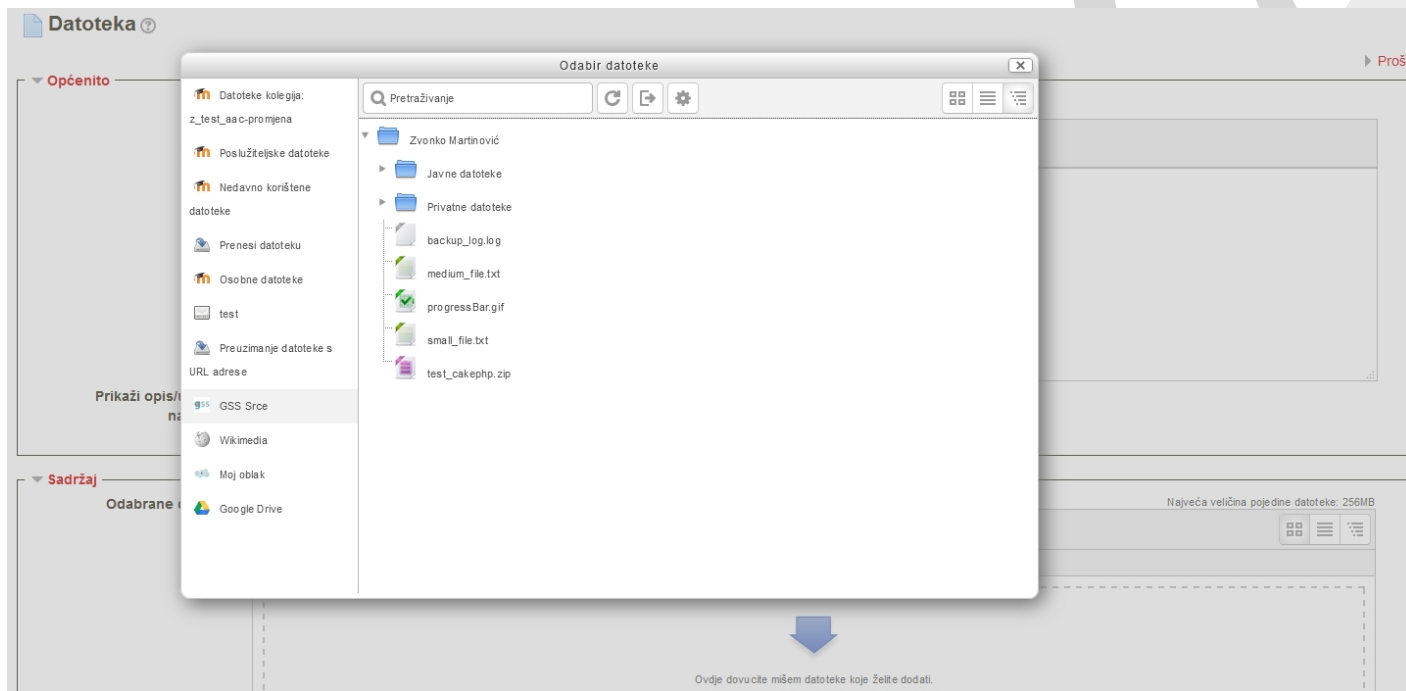 Datoteka
Odabir datoteke
Proš
Općenito
Datoteke kolegija:
z_test_aac-promjena
Poslužiteljske datoteke
Nedavno korištene
datoteke
Prenesi datoteku
Osobne datoteke
test
Preuzimanje datoteke s
URL adrese
gss GSS Srce
Wikimedia
Moj oblak
Google Drive
Pretraživanje
Zvonko Martinović
Javne datoteke
Privatne datoteke
backup_log.log
medium_file.txt
progressBar.gif
small_file.txt
test_cakephp.zip
Prikaži opis/u
na
Sadržaj
Odabrane
Najveća veličina pojedine datoteke: 256MB
Ovdje dovucite mišem datoteke koje želite dodati.